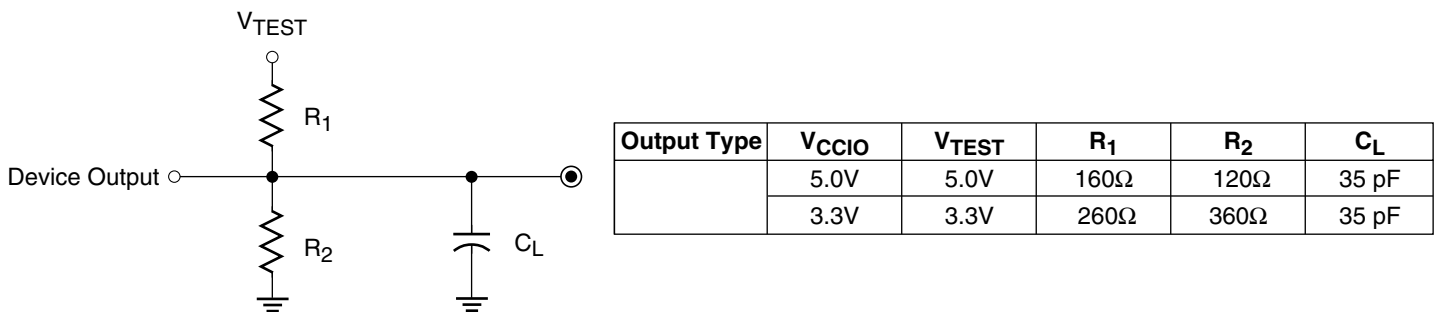 VTEST
R1
Device Output
R2
CL
Output Type VCCIO VTEST R1 R2 CL
5.0V 5.0V 160Ω 120Ω 35 pF
3.3V 3.3V 260Ω 360Ω 35 pF